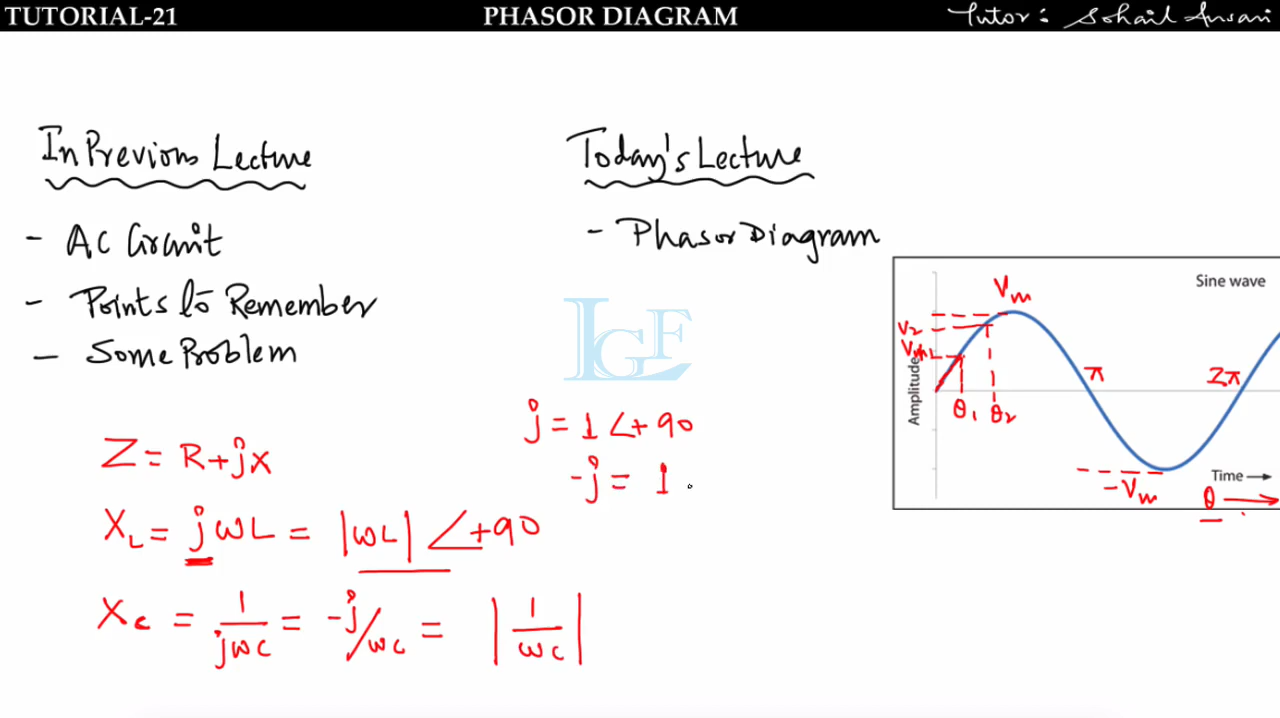 TUTORIAL-21
PHASOR DIAGRAM
Tutor: Sohail Ansari
In Previous Lecture
- AC Circuit
- Points to Remember
- Some Problem
Z = R+jx
XL = jωL = |ωL| ∠+90
Xc = 1/jωc = -j/ωc = |1/ωc|
Today's Lecture
- Phasor Diagram
LGF
j = 1 ∠+90
-j = 1
Sine wave
Vm
V2
Amplitude
θ1
θ2
π
2π
Time →
-Vm
θ →